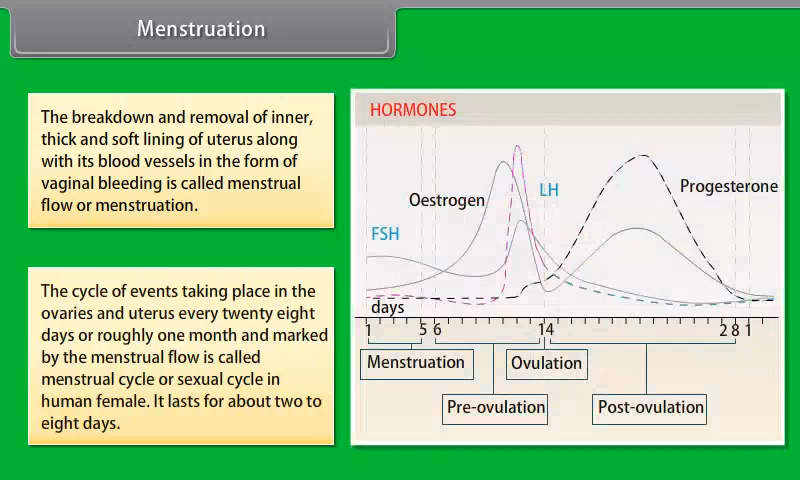 Menstruation
The breakdown and removal of inner,
thick and soft lining of uterus along
with its blood vessels in the form of
vaginal bleeding is called menstrual
flow or menstruation.
The cycle of events taking place in the
ovaries and uterus every twenty eight
days or roughly one month and marked
by the menstrual flow is called
menstrual cycle or sexual cycle in
human female. It lasts for about two to
eight days.
HORMONES
Oestrogen
LH
Progesterone
FSH
days
1 5 6 14 28 1
Menstruation
Ovulation
Pre-ovulation
Post-ovulation